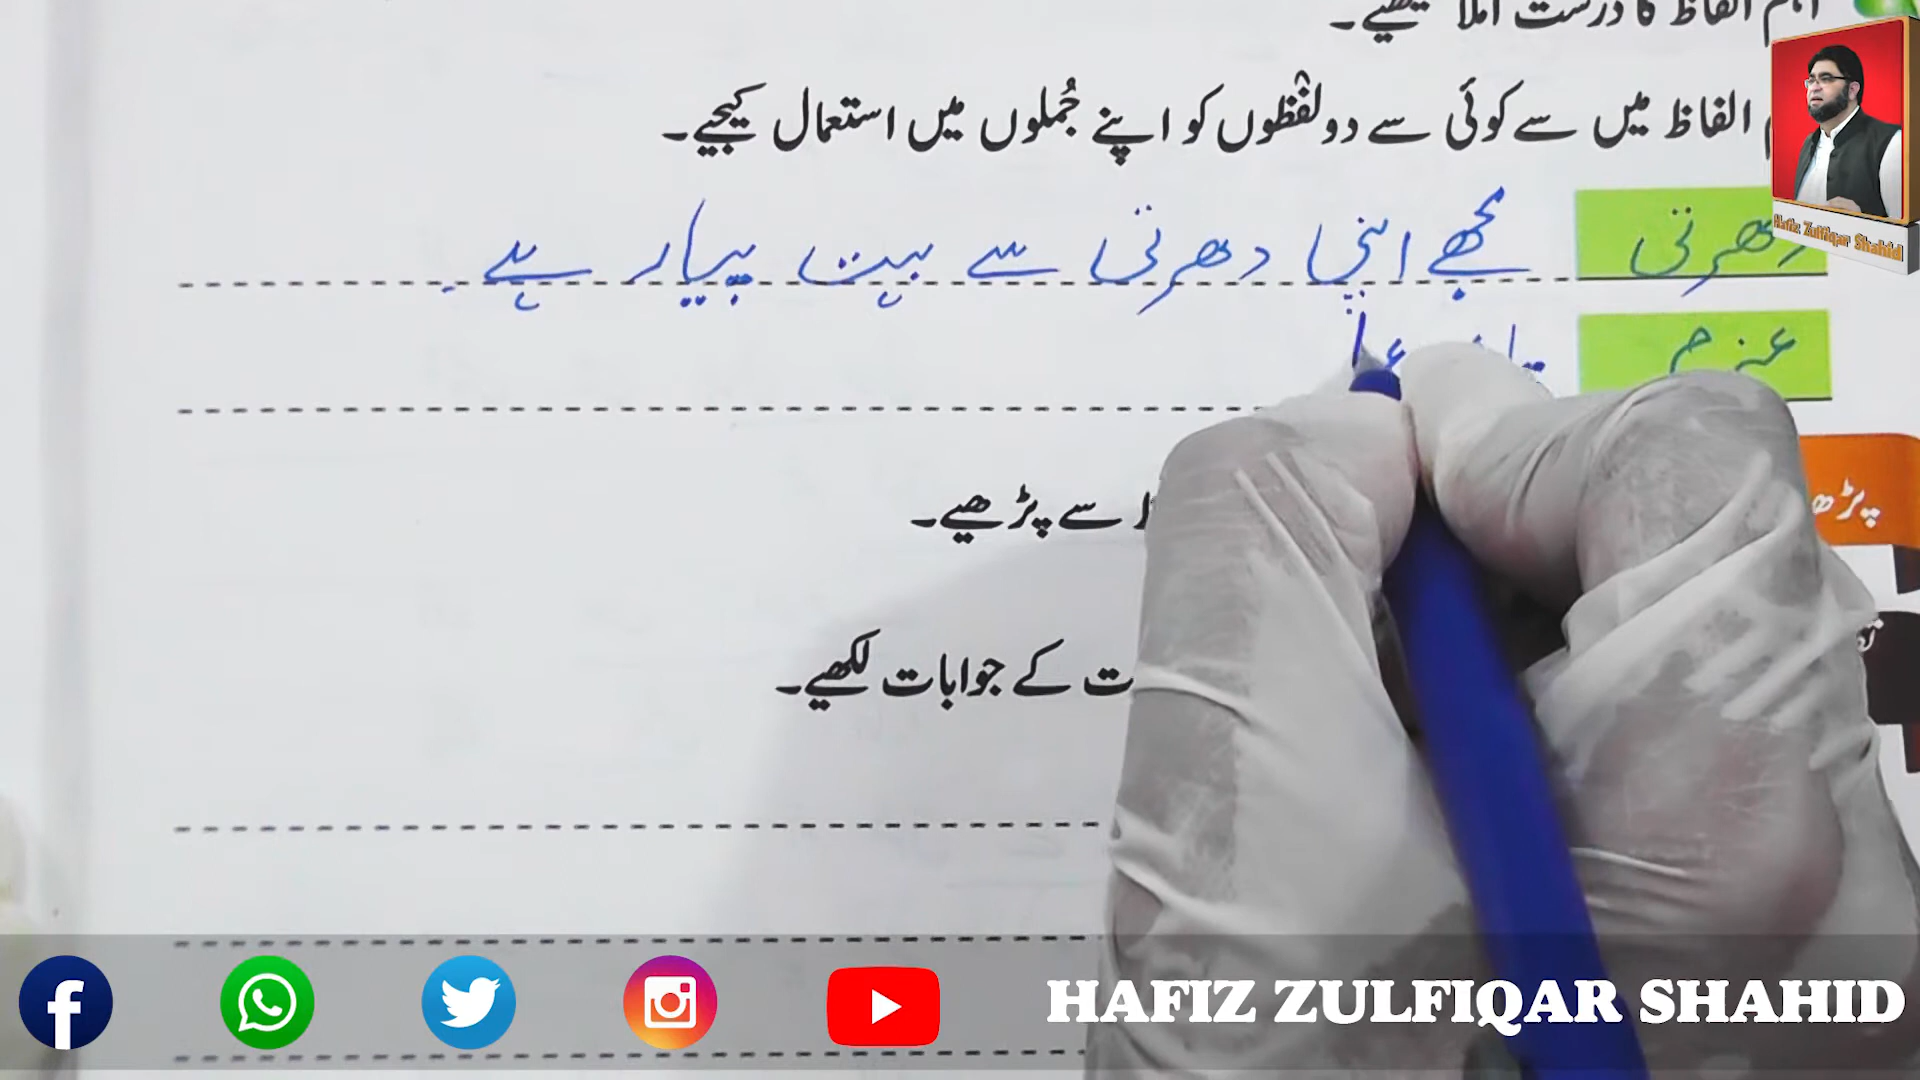 اہم الفاظ کا درست املا لکھیے۔
الفاظ میں سے کوئی سے دو لفظوں کو اپنے جُملوں میں استعمال کیجیے۔
دھرتی مجھے اپنی دھرتی سے بہت پیار ہے۔
عزم
سے پڑھیے۔
پڑھ
ت کے جوابات لکھیے۔
Hafiz Zulfiqar Shahid
HAFIZ ZULFIQAR SHAHID